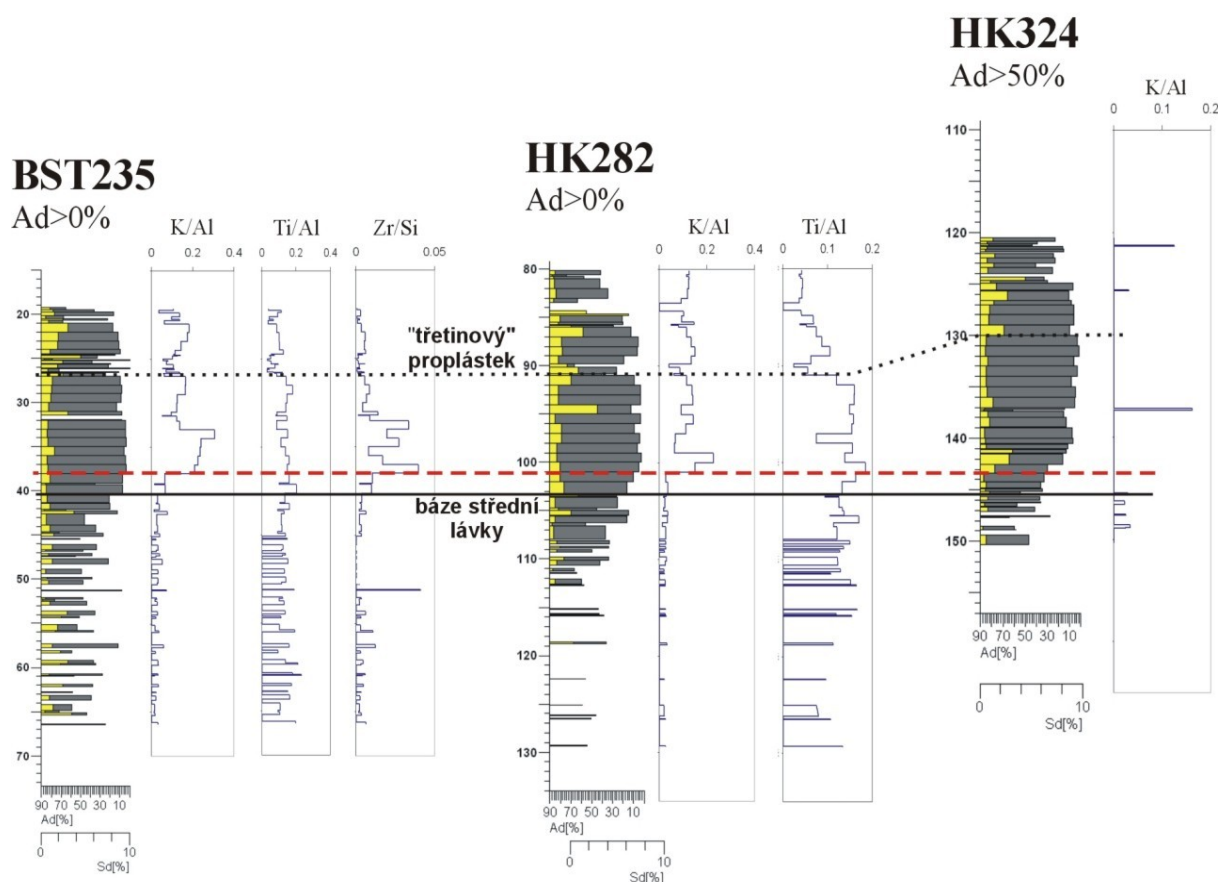 HK324
Ad>50%
K/Al
0 0.1 0.2
110
120
130
140
150
90 70 50 30 10
Ad[%]
0 10
Sd[%]
BST235
Ad>0%
K/Al
0 0.2 0.4
Ti/Al
0 0.2 0.4
Zr/Si
0 0.05
20
30
40
50
60
70
90 70 50 30 10
Ad[%]
0 10
Sd[%]
"třetinový"
proplástek
báze střední
lávky
HK282
Ad>0%
K/Al
0 0.2 0.4
Ti/Al
0 0.1 0.2
80
90
100
110
120
130
90 70 50 30 10
Ad[%]
0 10
Sd[%]